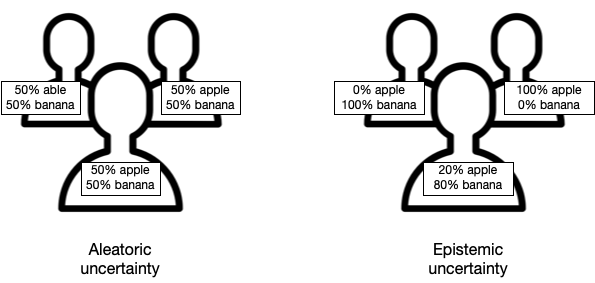 50% able
50% banana
50% apple
50% banana
50% apple
50% banana
Aleatoric
uncertainty
0% apple
100% banana
100% apple
0% banana
20% apple
80% banana
Epistemic
uncertainty